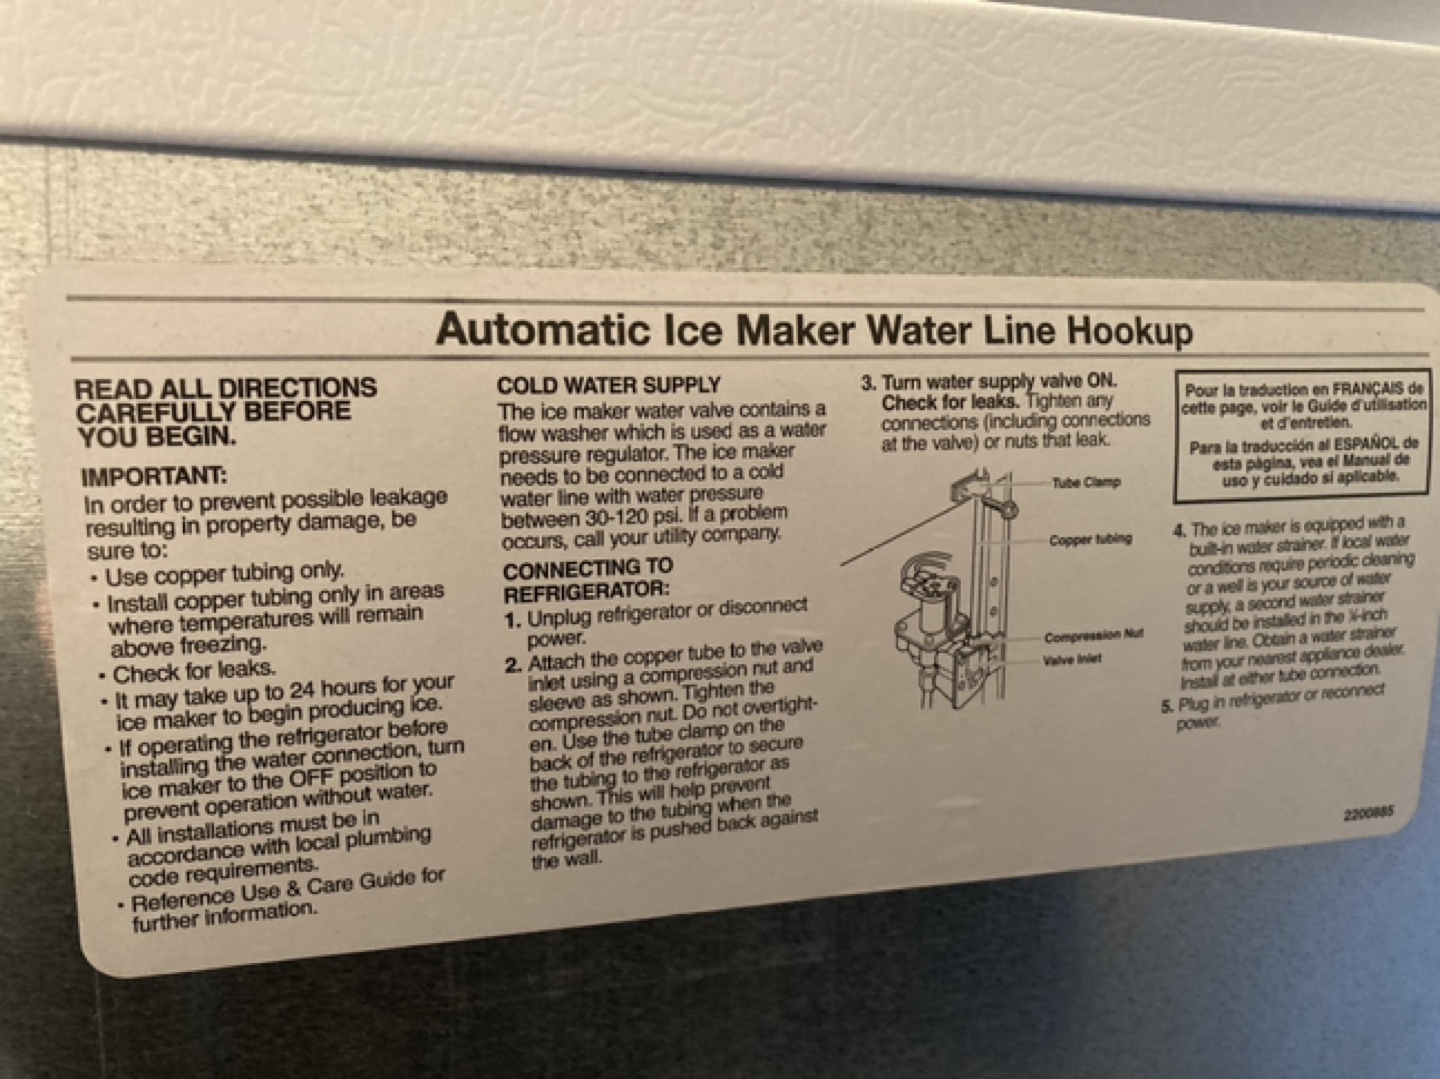 Automatic Ice Maker Water Line Hookup
READ ALL DIRECTIONS
CAREFULLY BEFORE
YOU BEGIN.
IMPORTANT:
In order to prevent possible leakage
resulting in property damage, be
sure to:
• Use copper tubing only.
• Install copper tubing only in areas
where temperatures will remain
above freezing.
• Check for leaks.
• It may take up to 24 hours for your
ice maker to begin producing ice.
• If operating the refrigerator before
installing the water connection, turn
ice maker to the OFF position to
prevent operation without water.
• All installations must be in
accordance with local plumbing
code requirements.
• Reference Use & Care Guide for
further information.
COLD WATER SUPPLY
The ice maker water valve contains a
flow washer which is used as a water
pressure regulator. The ice maker
needs to be connected to a cold
water line with water pressure
between 30-120 psi. If a problem
occurs, call your utility company.
CONNECTING TO
REFRIGERATOR:
1. Unplug refrigerator or disconnect
power.
2. Attach the copper tube to the valve
inlet using a compression nut and
sleeve as shown. Tighten the
compression nut. Do not overtight-
en. Use the tube clamp on the
back of the refrigerator to secure
the tubing to the refrigerator as
shown. This will help prevent
damage to the tubing when the
refrigerator is pushed back against
the wall.
3. Turn water supply valve ON.
Check for leaks. Tighten any
connections (including connections
at the valve) or nuts that leak.
Tube Clamp
Copper tubing
Compression Nut
Valve Inlet
Pour la traduction en FRANÇAIS de
cette page, voir le Guide d'utilisation
et d'entretien.
Para la traducción al ESPAÑOL de
esta página, vea el Manual de
uso y cuidado si aplicable.
4. The ice maker is equipped with a
built-in water strainer. If local water
conditions require periodic cleaning
or a well is your source of water
supply, a second water strainer
should be installed in the ¼-inch
water line. Obtain a water strainer
from your nearest appliance dealer.
Install at either tube connection.
5. Plug in refrigerator or reconnect
power.
2200885